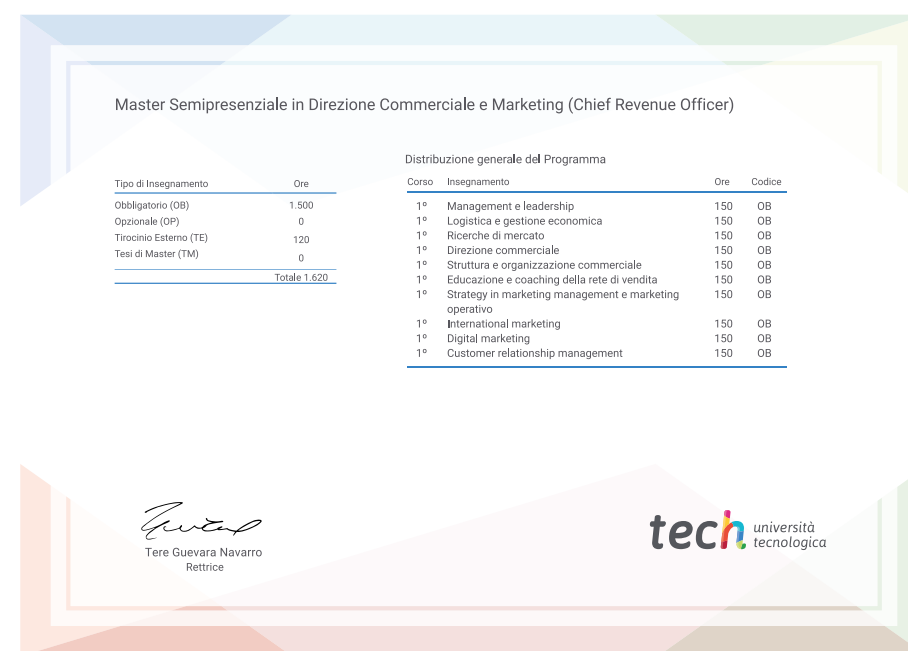 Master Semipresenziale in Direzione Commerciale e Marketing (Chief Revenue Officer)
Tipo di Insegnamento Ore
Obbligatorio (OB) 1.500
Opzionale (OP) 0
Tirocinio Esterno (TE) 120
Tesi di Master (TM) 0
Totale 1.620
Distribuzione generale del Programma
Corso Insegnamento Ore Codice
1º Management e leadership 150 OB
1º Logistica e gestione economica 150 OB
1º Ricerche di mercato 150 OB
1º Direzione commerciale 150 OB
1º Struttura e organizzazione commerciale 150 OB
1º Educazione e coaching della rete di vendita 150 OB
1º Strategy in marketing management e marketing 150 OB
operativo
1º International marketing 150 OB
1º Digital marketing 150 OB
1º Customer relationship management 150 OB
Tere Guevara Navarro
Rettrice
tech università
tecnologica